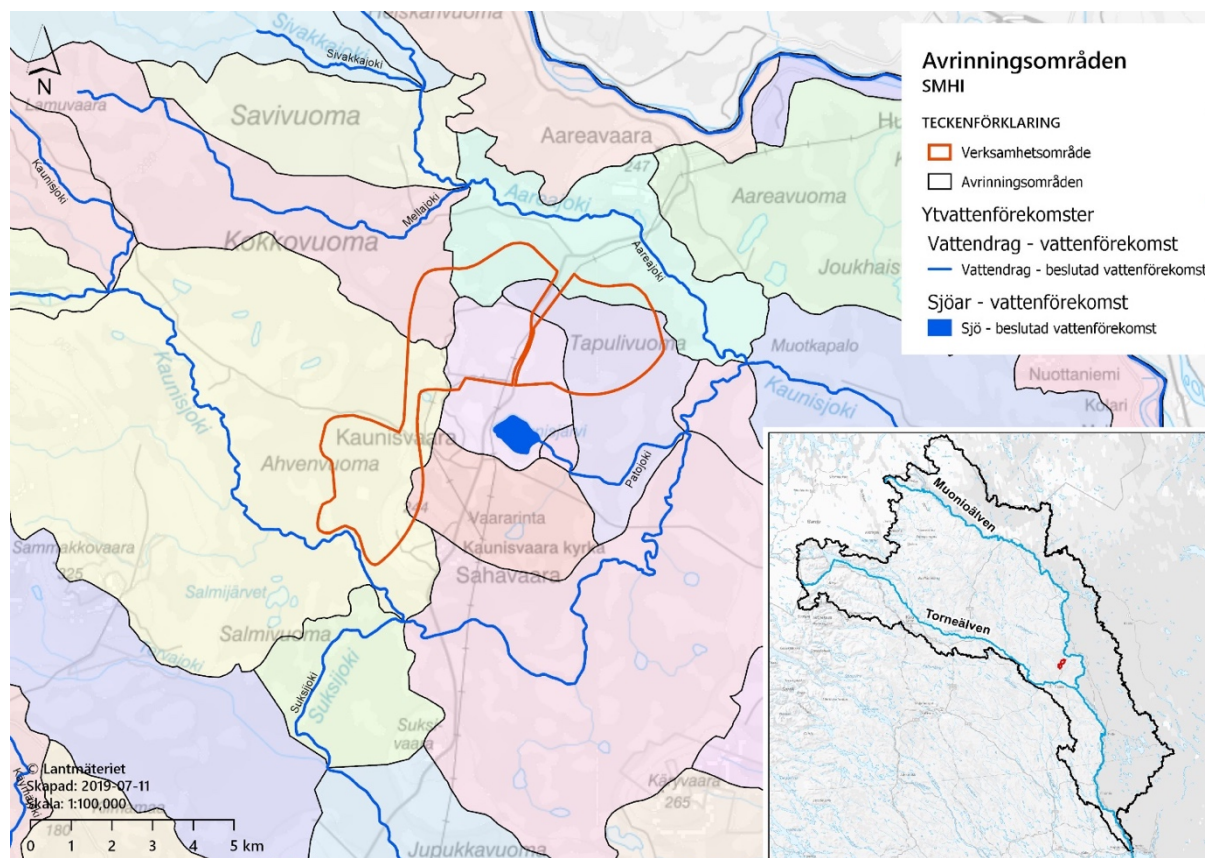 Avrinningsområden
SMHI
TECKENFÖRKLARING
Verksamhetsområde
Avrinningsområden
Ytvattenförekomster
Vattendrag - vattenförekomst
Vattendrag - beslutad vattenförekomst
Sjöar - vattenförekomst
Sjö - beslutad vattenförekomst
N
Sivakkajoki
Sivakkajoki
Lamuvaara
Savivuoma
Aareavaara
247
Kaunisjoki
Mellajoki
Aareajoki
Aareavuoma
Kokkovuoma
Aareajoki
Joukhais
Tapulivuoma
Muotkapalo
Kaunisjoki
Kaunisjoki
Nuottaniemi
Kolari
Kaunisvaara
Ahvenvuoma
Patojoki
244
Vaararinta
Kaunisvaara kyrka
Sahavaara
Sammakkovaara
325
Salmijärvet
Salmivuoma
Suksijoki
Suksijoki
Suksi
vaara
Käryvaara
265
180
Jupukkavuoma
© Lantmäteriet
Skapad: 2019-07-11
Skala: 1:100,000
0 1 2 3 4 5 km
Muonioälven
Torneälven